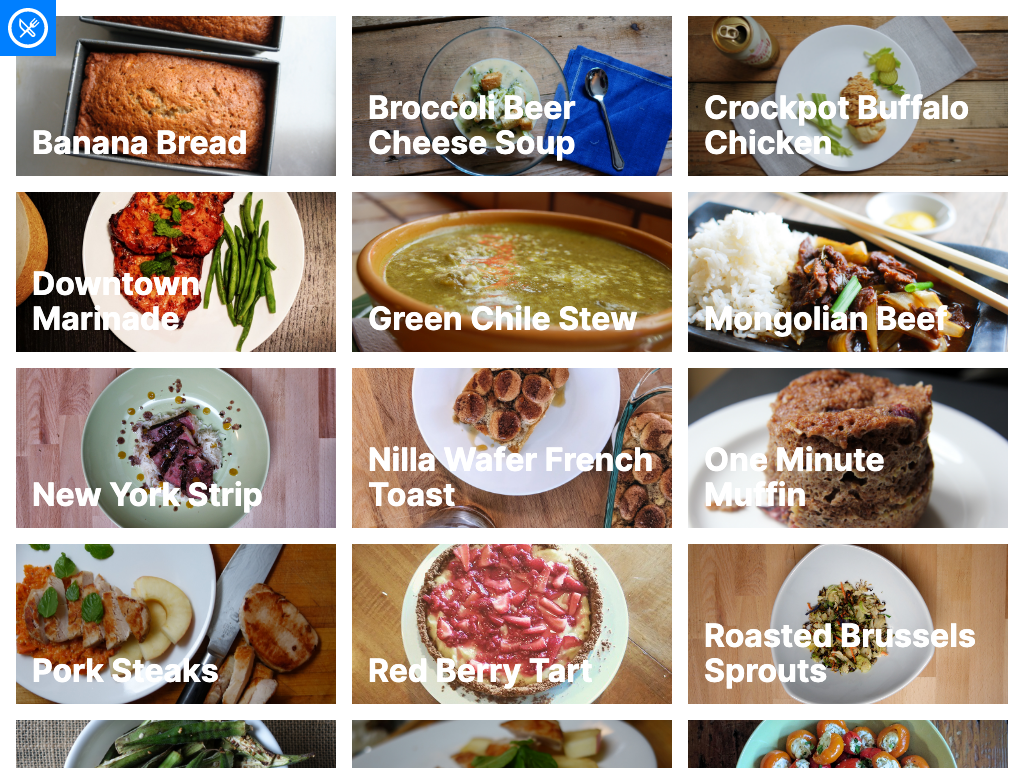 Banana Bread
Broccoli Beer
Cheese Soup
Crockpot Buffalo
Chicken
Downtown
Marinade
Green Chile Stew
Mongolian Beef
New York Strip
Nilla Wafer French
Toast
One Minute
Muffin
Pork Steaks
Red Berry Tart
Roasted Brussels
Sprouts